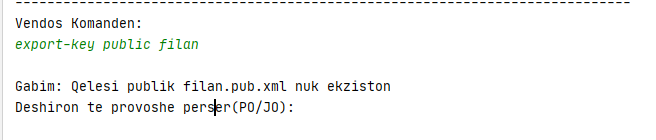 --------------------------------------------------------------------------------
Vendos Komanden:
export-key public filan
Gabim: Qelesi publik filan.pub.xml nuk ekziston
Deshiron te provoshe perser(PO/JO):